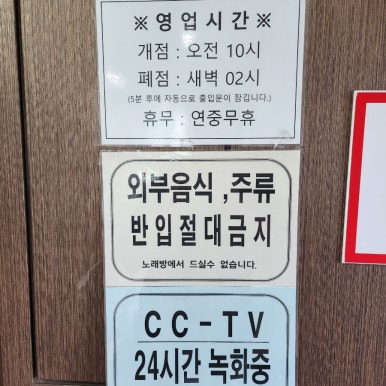 ※ 영업시간 ※
개점 : 오전 10시
폐점 : 새벽 02시
(5분 후에 자동으로 출입문이 잠깁니다.)
휴무 : 연중무휴
외부음식 ,주류
반입절대금지
노래방에서 드실수 없습니다.
CC-TV
24시간 녹화중